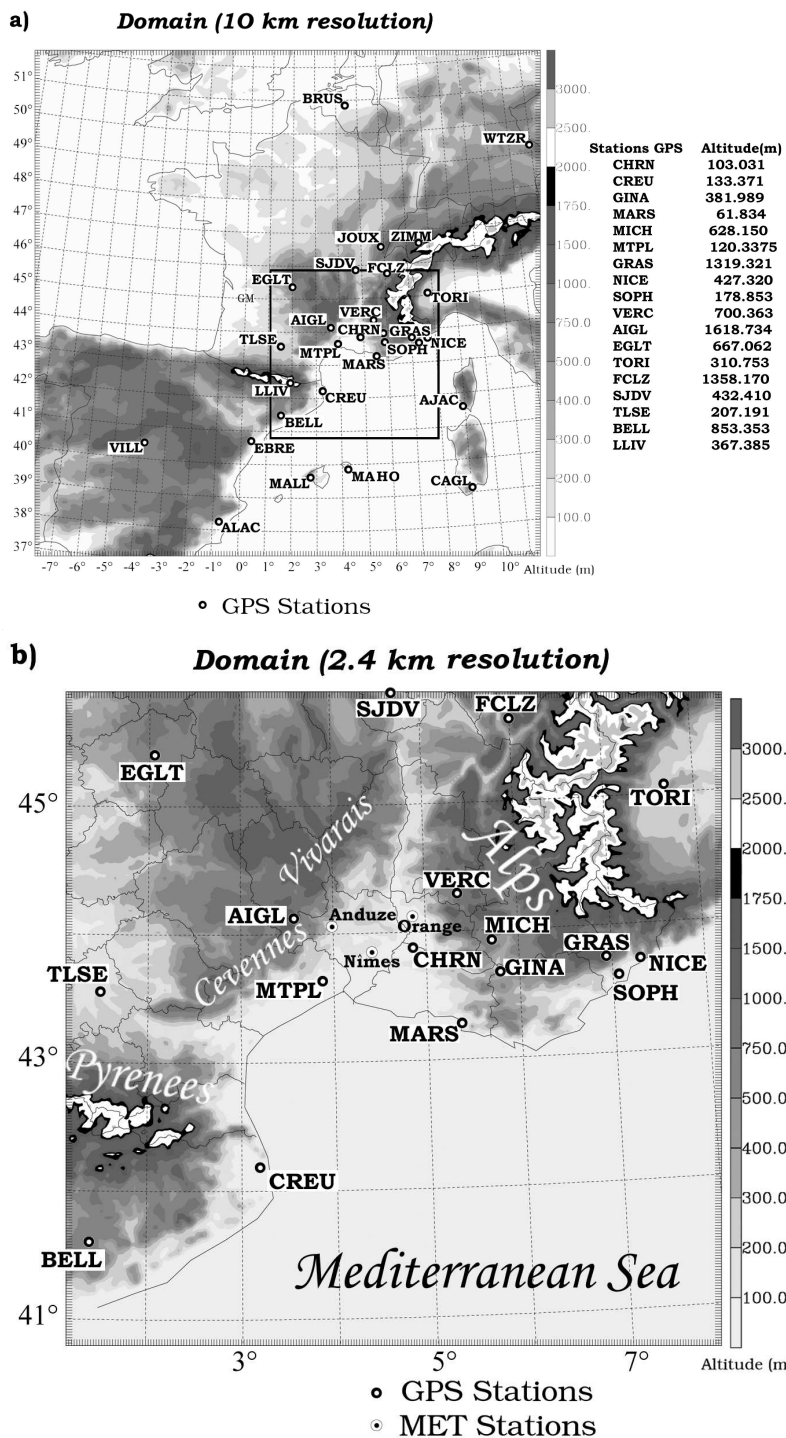 a)
Domain (10 km resolution)
51°
50°
49°
48°
47°
46°
45°
44°
43°
42°
41°
40°
39°
38°
37°
BRUS
WTZR
JOUX
ZIMM
SJDV
FCLZ
EGLT
GM
TORI
VERC
AIGL
CHRN
GRAS
TLSE
MTPL
SOPH
NICE
MARS
LLIV
CREU
AJAC
BELL
VILL
EBRE
MALL
MAHO
CAGL
ALAC
-7° -6° -5° -4° -3° -2° -1° 0° 1° 2° 3° 4° 5° 6° 7° 8° 9° 10°
Altitude (m)
3000.
2500.
2000.
1750.
1500.
1000.
750.0
500.0
400.0
300.0
200.0
100.0
Stations GPS Altitude(m)
CHRN 103.031
CREU 133.371
GINA 381.989
MARS 61.834
MICH 628.150
MTPL 120.3375
GRAS 1319.321
NICE 427.320
SOPH 178.853
VERC 700.363
AIGL 1618.734
EGLT 667.062
TORI 310.753
FCLZ 1358.170
SJDV 432.410
TLSE 207.191
BELL 853.353
LLIV 367.385
GPS Stations
b)
Domain (2.4 km resolution)
SJDV
FCLZ
EGLT
TORI
45°
Vivarais
Alps
VERC
AIGL
Anduze
Orange
MICH
Cevennes
Nimes
CHRN
GRAS
NICE
GINA
SOPH
TLSE
MTPL
MARS
43°
Pyrenees
CREU
BELL
Mediterranean Sea
41°
3° 5° 7°
3000.
2500.
2000.
1750.
1500.
1000.
750.0
500.0
400.0
300.0
200.0
100.0
Altitude (m
GPS Stations
MET Stations